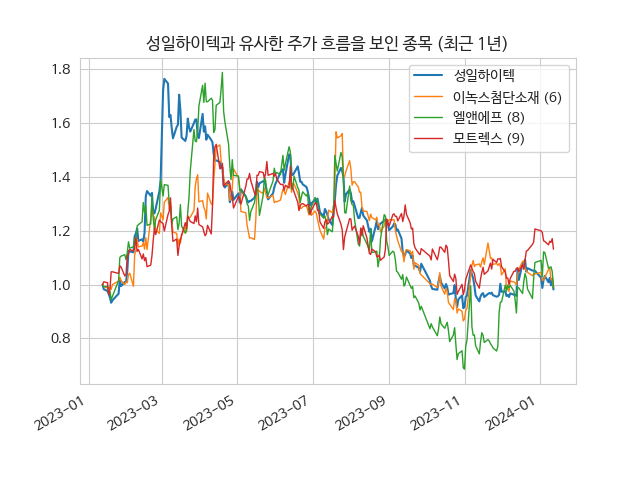 성일하이텍과 유사한 주가 흐름을 보인 종목 (최근 1년)
1.8
1.6
1.4
1.2
1.0
0.8
성일하이텍
이녹스첨단소재 (6)
엘앤에프 (8)
모트렉스 (9)
2023-01
2023-03
2023-05
2023-07
2023-09
2023-11
2024-01